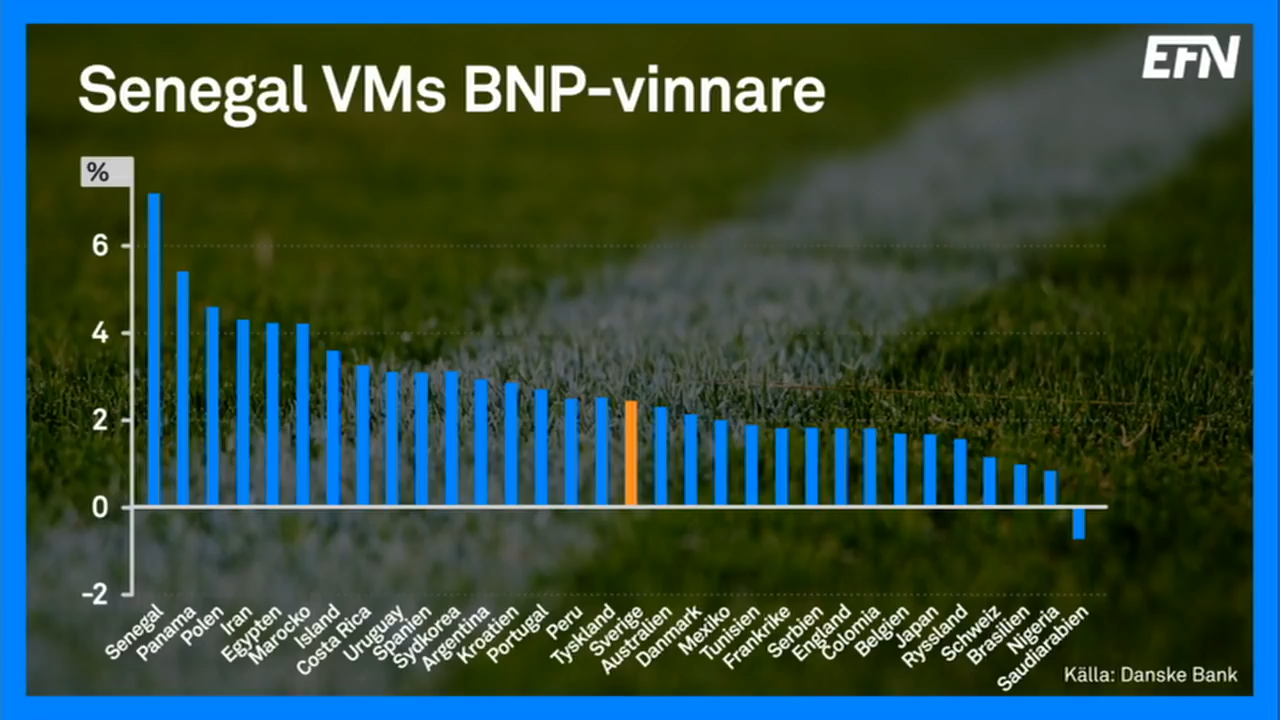 EFN
Senegal VMs BNP-vinnare
%
6
4
2
0
-2
Senegal
Panama
Polen
Iran
Egypten
Marocko
Island
Costa Rica
Uruguay
Spanien
Sydkorea
Argentina
Kroatien
Portugal
Peru
Tyskland
Sverige
Australien
Danmark
Mexiko
Tunisien
Frankrike
Serbien
England
Colomia
Belgien
Japan
Ryssland
Schweiz
Brasilien
Nigeria
Saudiarabien
Källa: Danske Bank